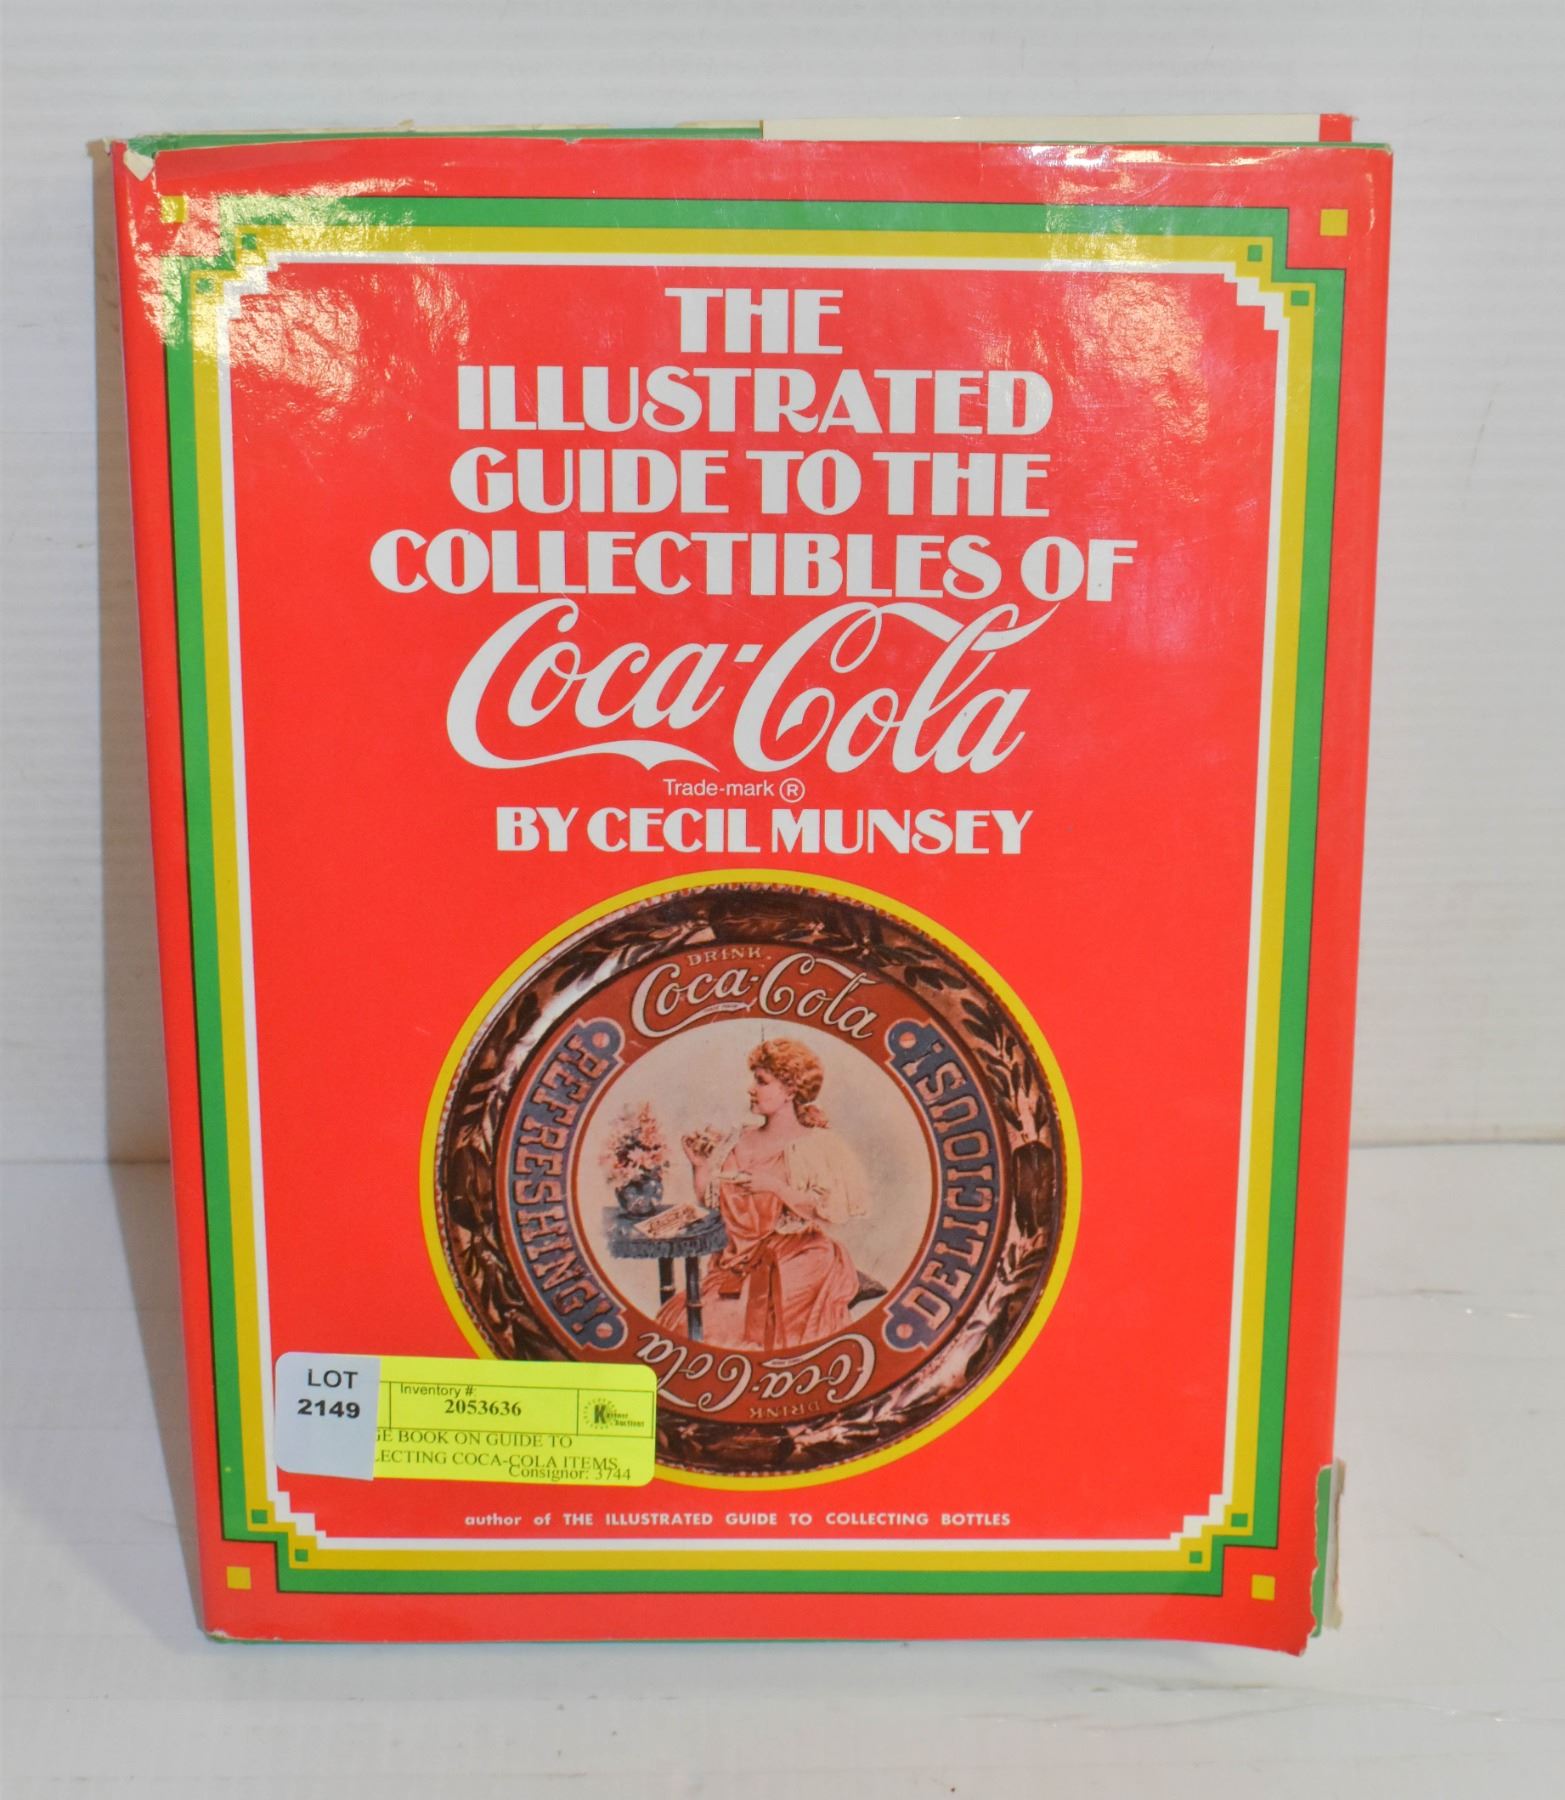 THE
ILLUSTRATED
GUIDE TO THE
COLLECTIBLES OF
Coca-Cola
Trade-mark ®
BY CECIL MUNSEY
DRINK
Coca-Cola
REFRESHING!
DELICIOUS!
Coca-Cola
DRINK
LOT
2149
Inventory #:
2053636
BOOK ON GUIDE TO
COCA-COLA ITEMS
Consignor: 3744
author of THE ILLUSTRATED GUIDE TO COLLECTING BOTTLES